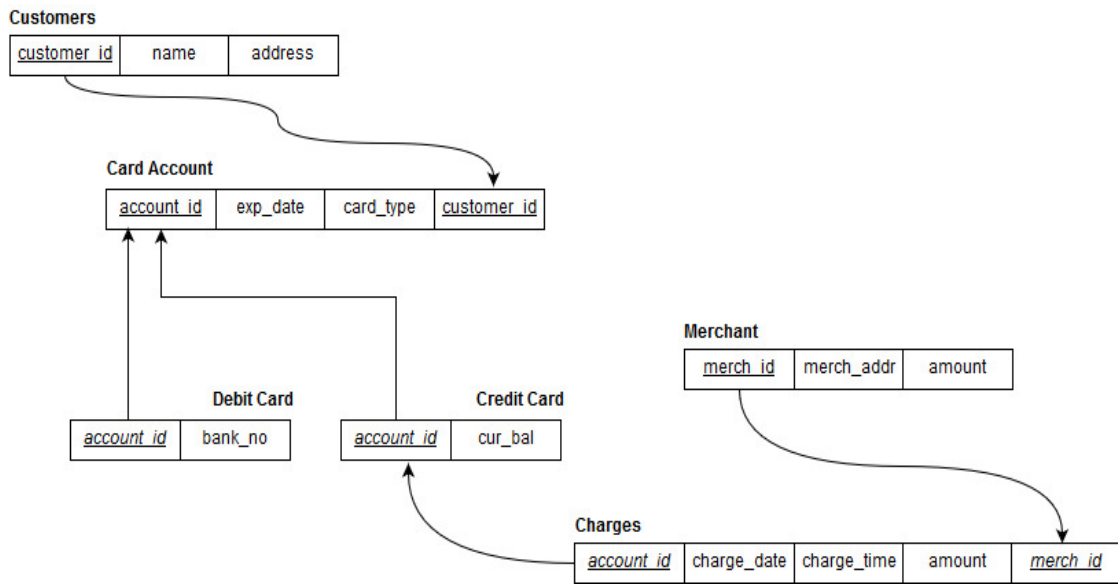 Customers
customer_id name address
Card Account
account_id exp_date card_type customer_id
Merchant
merch_id merch_addr amount
Debit Card Credit Card
account_id bank_no account_id cur_bal
Charges
account_id charge_date charge_time amount merch_id